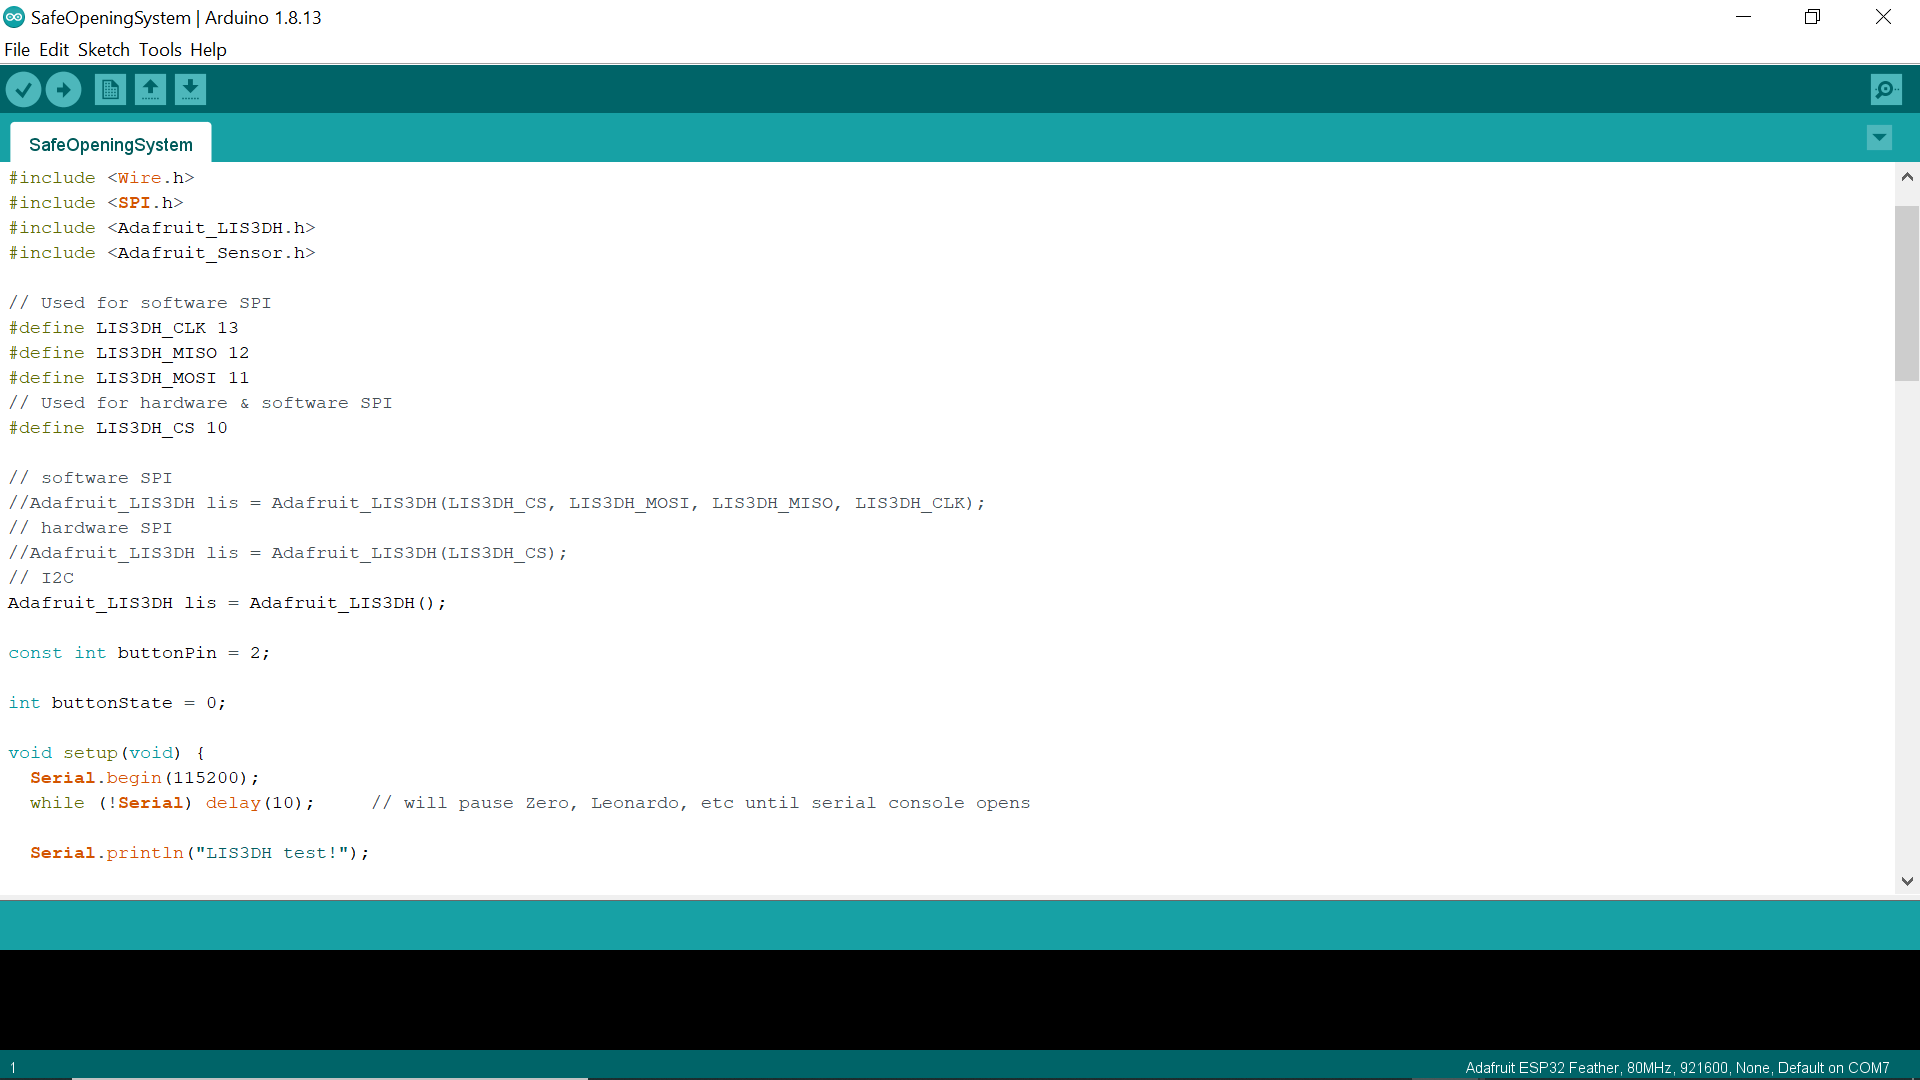 SafeOpeningSystem | Arduino 1.8.13
File Edit Sketch Tools Help
SafeOpeningSystem
#include <Wire.h>
#include <SPI.h>
#include <Adafruit_LIS3DH.h>
#include <Adafruit_Sensor.h>
// Used for software SPI
#define LIS3DH_CLK 13
#define LIS3DH_MISO 12
#define LIS3DH_MOSI 11
// Used for hardware & software SPI
#define LIS3DH_CS 10
// software SPI
//Adafruit_LIS3DH lis = Adafruit_LIS3DH(LIS3DH_CS, LIS3DH_MOSI, LIS3DH_MISO, LIS3DH_CLK);
// hardware SPI
//Adafruit_LIS3DH lis = Adafruit_LIS3DH(LIS3DH_CS);
// I2C
Adafruit_LIS3DH lis = Adafruit_LIS3DH();
const int buttonPin = 2;
int buttonState = 0;
void setup(void) {
  Serial.begin(115200);
  while (!Serial) delay(10);     // will pause Zero, Leonardo, etc until serial console opens
  Serial.println("LIS3DH test!");
1
Adafruit ESP32 Feather, 80MHz, 921600, None, Default on COM7